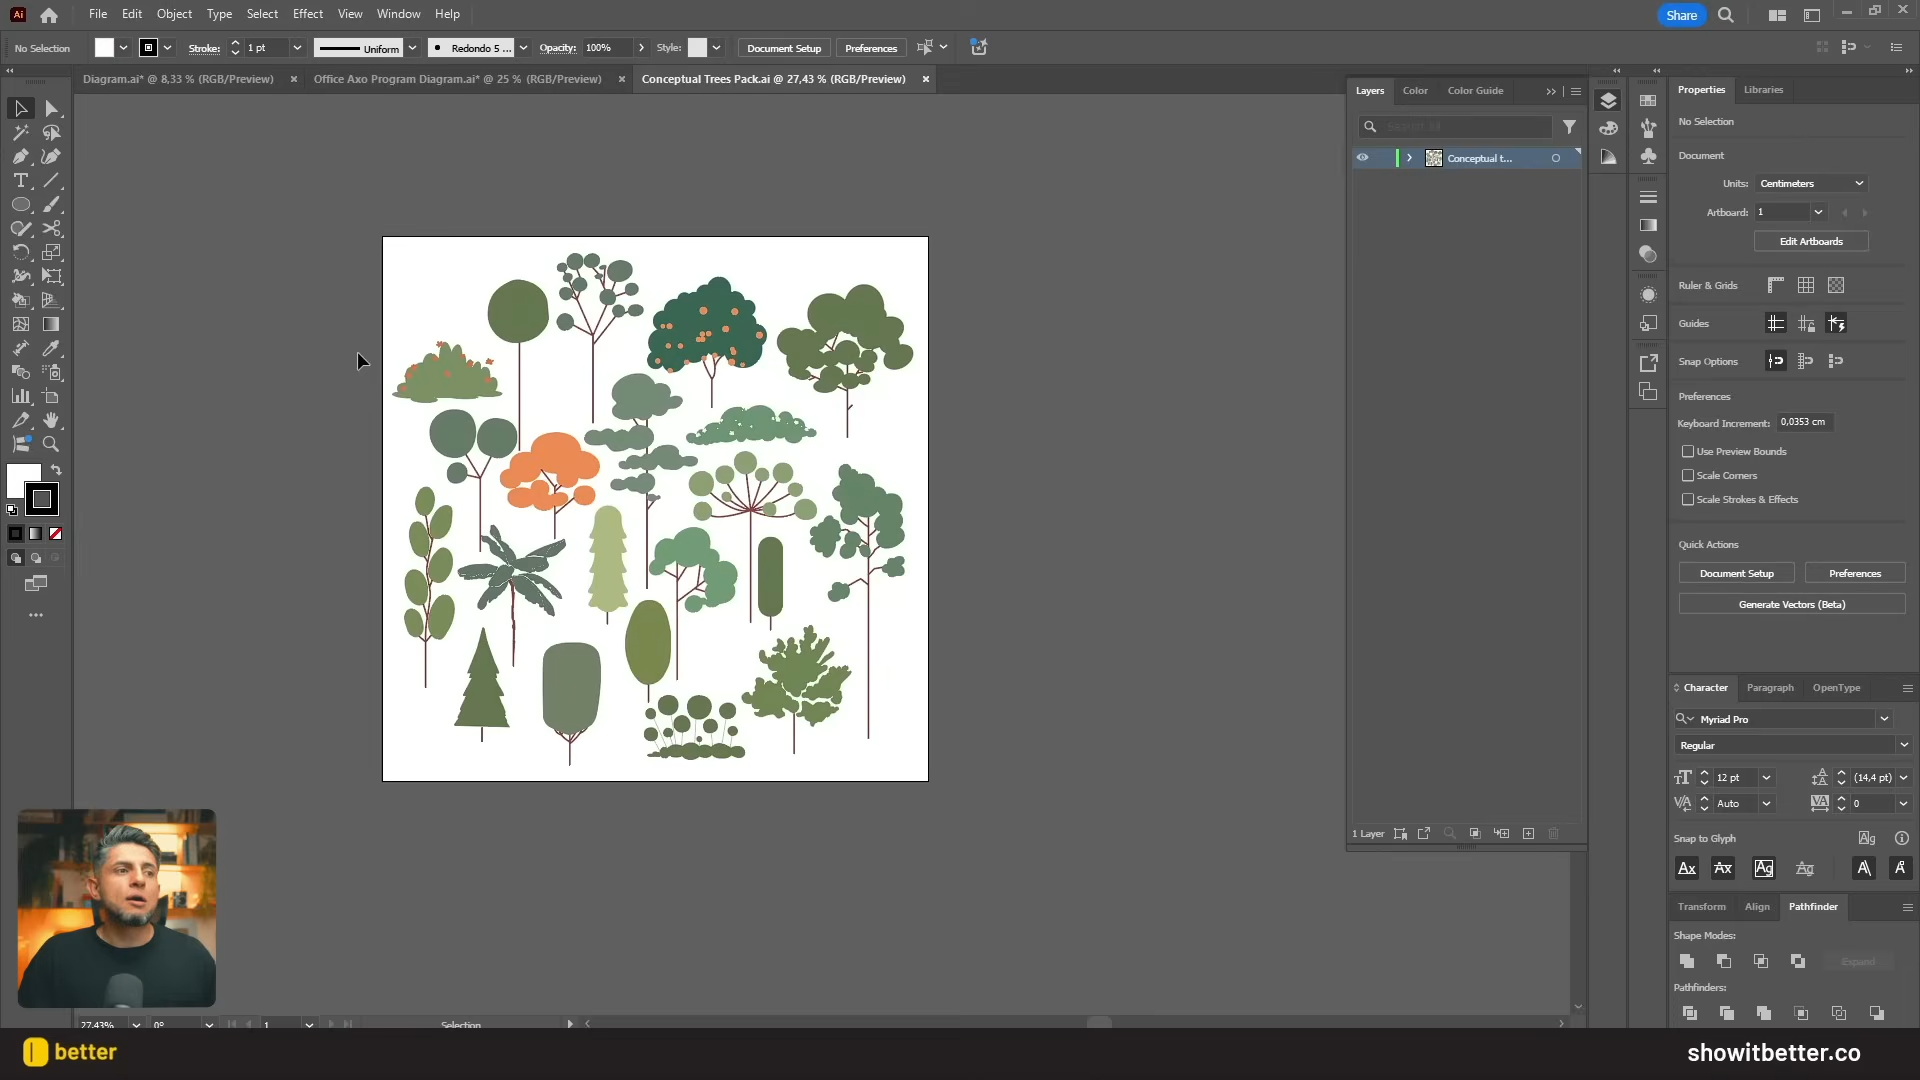 Ai File Edit Object Type Select Effect View Window Help Share
No Selection Stroke: 1 pt Uniform Redondo 5 ... Opacity: 100% Style: Document Setup Preferences
Diagram.ai* @ 8,33 % (RGB/Preview) Office Axo Program Diagram.ai* @ 25 % (RGB/Preview) Conceptual Trees Pack.ai @ 27,43 % (RGB/Preview)
Layers Color Color Guide
Search All
Conceptual t...
1 Layer
Properties Libraries
No Selection
Document
Units: Centimeters
Artboard: 1
Edit Artboards
Ruler & Grids
Guides
Snap Options
Preferences
Keyboard Increment: 0,0353 cm
Use Preview Bounds
Scale Corners
Scale Strokes & Effects
Quick Actions
Document Setup Preferences
Generate Vectors (Beta)
Character Paragraph OpenType
Myriad Pro
Regular
12 pt (14,4 pt)
Auto 0
Snap to Glyph
Transform Align Pathfinder
Shape Modes:
Expand
Pathfinders:
27,43% 0° 1 Selection
better
showitbetter.co